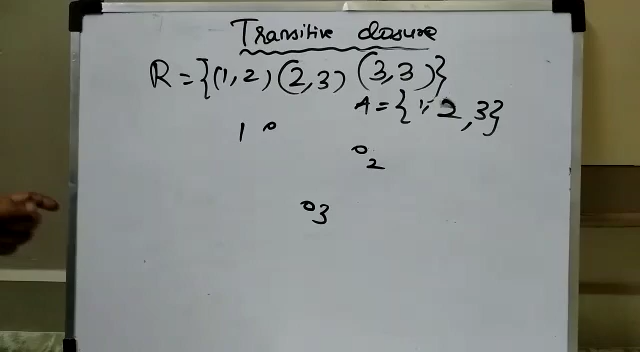 Transitive closure
R = {(1,2) (2,3) (3,3)}
A = {1, 2, 3}
1
2
3